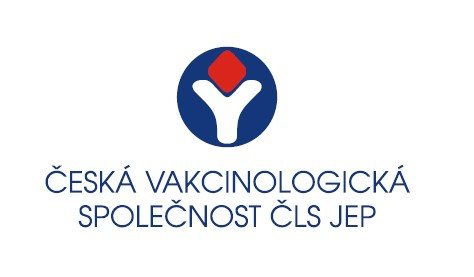 ČESKÁ VAKCINOLOGICKÁ
SPOLEČNOST ČLS JEP